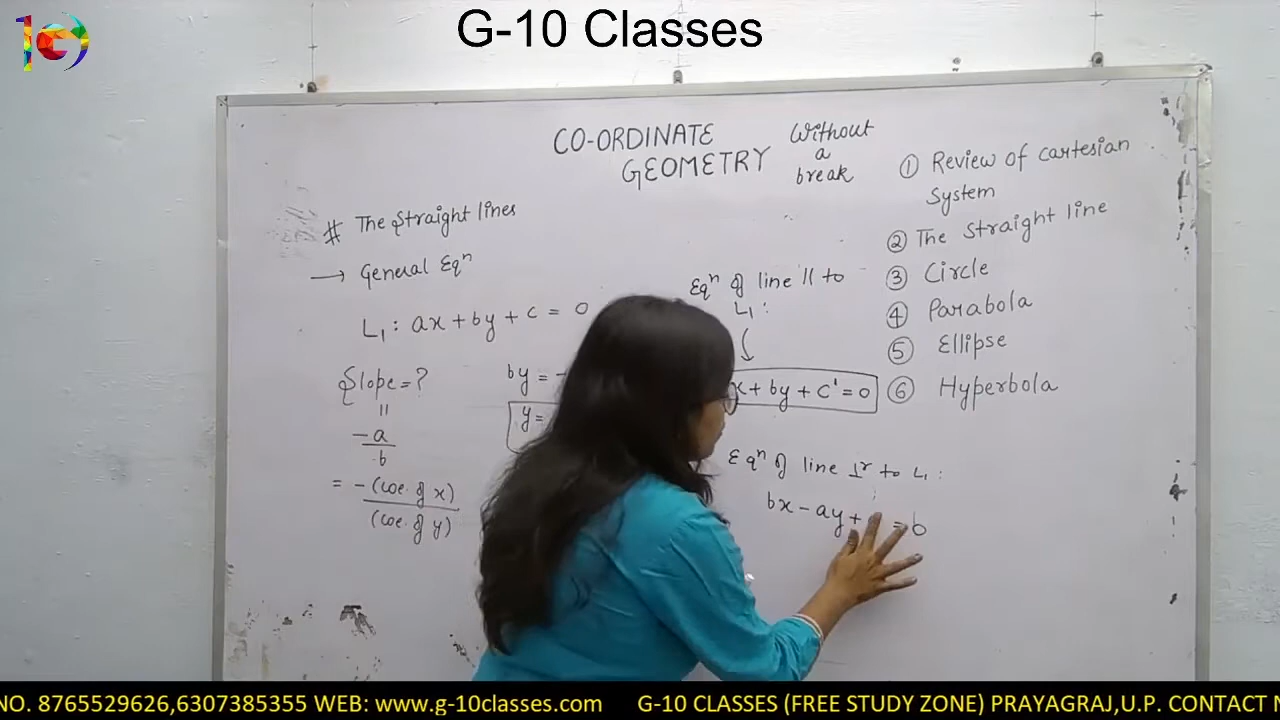 G-10 Classes
CO-ORDINATE
GEOMETRY
Without
a
break
# The Straight lines
→ General Eqⁿ
L₁: ax + by + c = 0
Slope = ?
=
-a
b
= -(coe. of x)
(coe. of y)
by = -
y =
Eqⁿ of line || to
L₁ :
x + by + c' = 0
Eqⁿ of line ⊥r to L₁ :
bx - ay + = b
① Review of cartesian
System
② The straight line
③ Circle
④ Parabola
⑤ Ellipse
⑥ Hyperbola
NO. 8765529626,6307385355 WEB: www.g-10classes.com G-10 CLASSES (FREE STUDY ZONE) PRAYAGRAJ,U.P. CONTACT